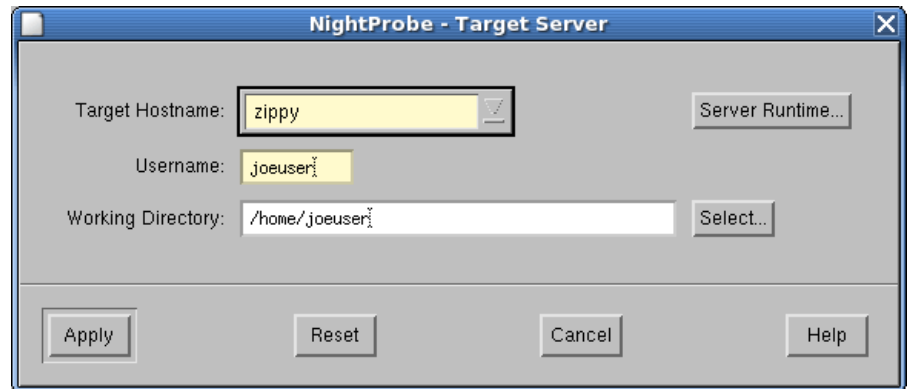 NightProbe - Target Server
Target Hostname: zippy Server Runtime...
Username: joeuser
Working Directory: /home/joeuser Select...
Apply Reset Cancel Help